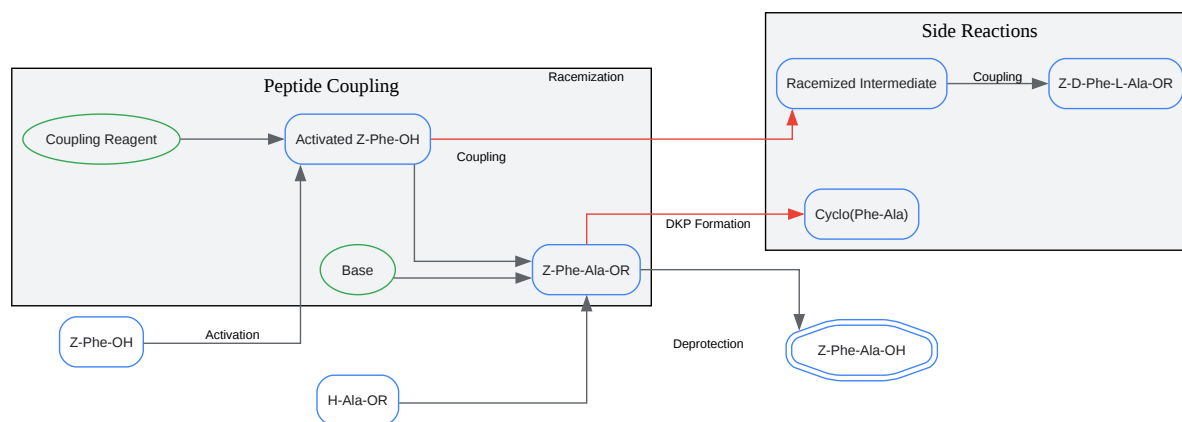 Side Reactions
Peptide Coupling
Racemization
Racemized Intermediate
Coupling
Z-D-Phe-L-Ala-OR
Coupling Reagent
Activated Z-Phe-OH
Coupling
Cyclo(Phe-Ala)
DKP Formation
Base
Z-Phe-Ala-OR
Z-Phe-OH
Activation
Deprotection
Z-Phe-Ala-OH
H-Ala-OR